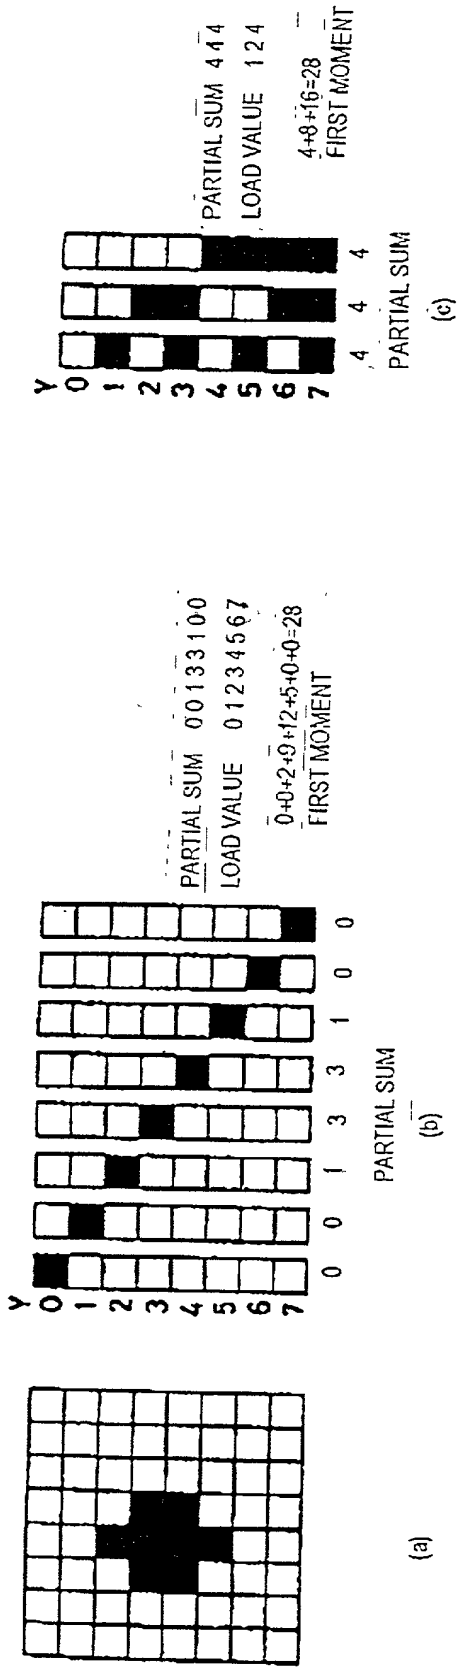 (a)
Y
0
1
2
3
4
5
6
7
0 0 1 3 3 1 0 0
PARTIAL SUM
(b)
PARTIAL SUM 0 0 1 3 3 1 0 0
LOAD VALUE 0 1 2 3 4 5 6 7
0+0+2+9+12+5+0+0=28
FIRST MOMENT
Y
0
1
2
3
4
5
6
7
4 4 4
PARTIAL SUM
(c)
PARTIAL SUM 4 4 4
LOAD VALUE 1 2 4
4+8+16=28
FIRST MOMENT